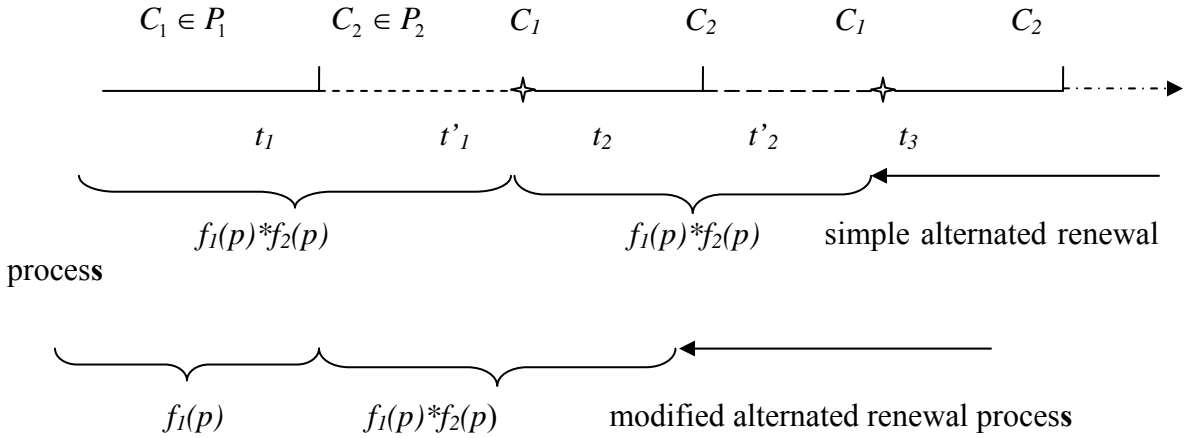 C₁ ∈ P₁ C₂ ∈ P₂ C₁ C₂ C₁ C₂
t₁ t'₁ t₂ t'₂ t₃
f₁(p)*f₂(p) f₁(p)*f₂(p) simple alternated renewal
process
f₁(p) f₁(p)*f₂(p) modified alternated renewal process